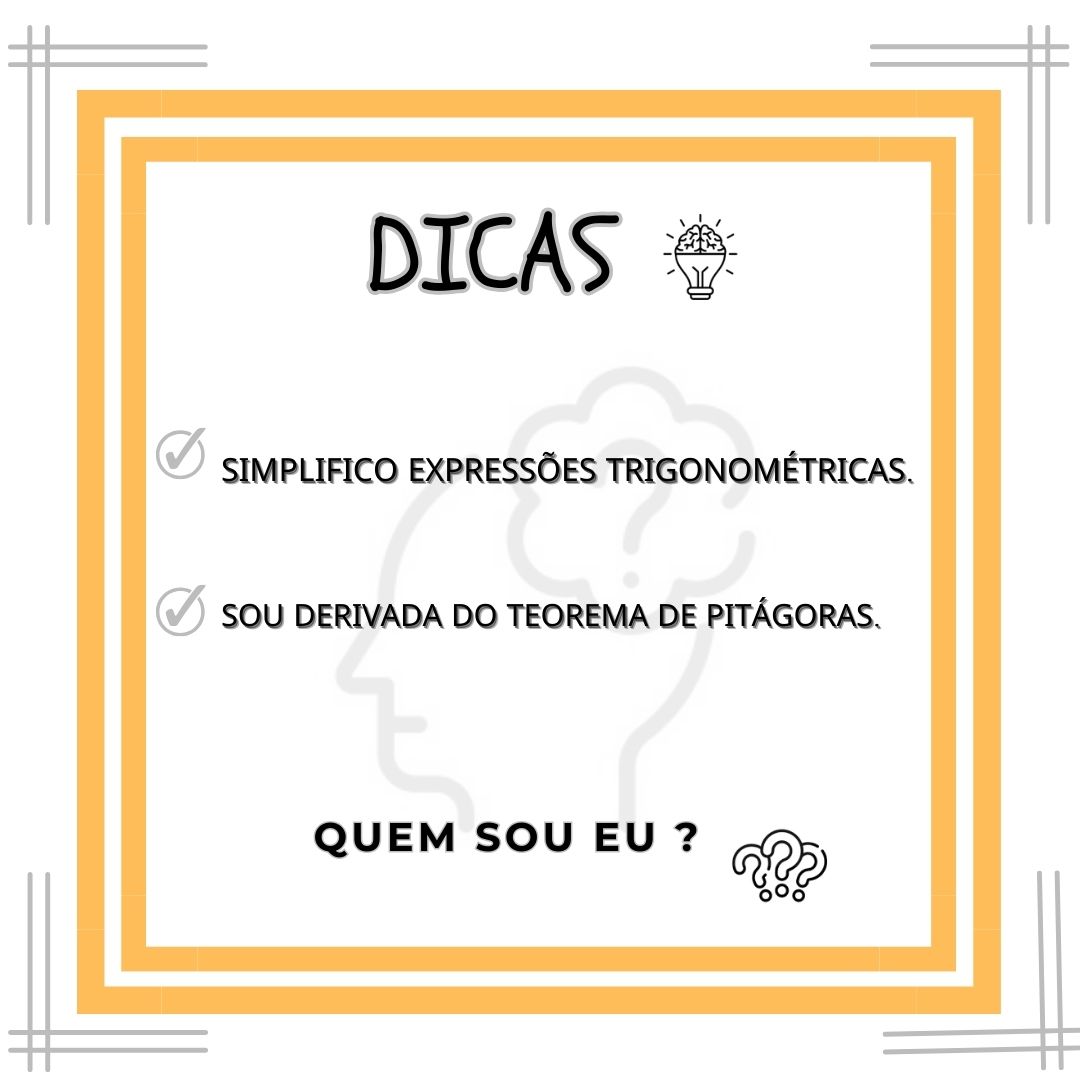 DICAS
SIMPLIFICO EXPRESSÕES TRIGONOMÉTRICAS.
SOU DERIVADA DO TEOREMA DE PITÁGORAS.
QUEM SOU EU ?